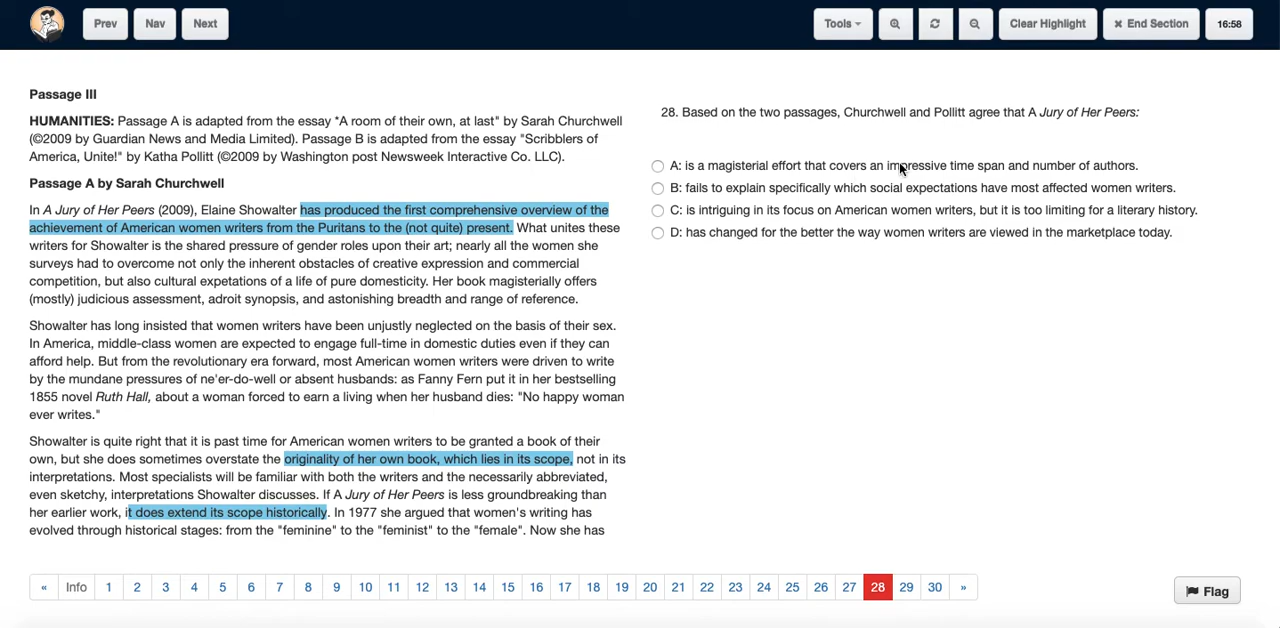 Prev
Nav
Next
Tools
Clear Highlight
End Section
16:58
Passage III
HUMANITIES: Passage A is adapted from the essay "A room of their own, at last" by Sarah Churchwell
(©2009 by Guardian News and Media Limited). Passage B is adapted from the essay "Scribblers of
America, Unite!" by Katha Pollitt (©2009 by Washington post Newsweek Interactive Co. LLC).
Passage A by Sarah Churchwell
In A Jury of Her Peers (2009), Elaine Showalter has produced the first comprehensive overview of the
achievement of American women writers from the Puritans to the (not quite) present. What unites these
writers for Showalter is the shared pressure of gender roles upon their art; nearly all the women she
surveys had to overcome not only the inherent obstacles of creative expression and commercial
competition, but also cultural expetations of a life of pure domesticity. Her book magisterially offers
(mostly) judicious assessment, adroit synopsis, and astonishing breadth and range of reference.
Showalter has long insisted that women writers have been unjustly neglected on the basis of their sex.
In America, middle-class women are expected to engage full-time in domestic duties even if they can
afford help. But from the revolutionary era forward, most American women writers were driven to write
by the mundane pressures of ne'er-do-well or absent husbands: as Fanny Fern put it in her bestselling
1855 novel Ruth Hall, about a woman forced to earn a living when her husband dies: "No happy woman
ever writes."
Showalter is quite right that it is past time for American women writers to be granted a book of their
own, but she does sometimes overstate the originality of her own book, which lies in its scope, not in its
interpretations. Most specialists will be familiar with both the writers and the necessarily abbreviated,
even sketchy, interpretations Showalter discusses. If A Jury of Her Peers is less groundbreaking than
her earlier work, it does extend its scope historically. In 1977 she argued that women's writing has
evolved through historical stages: from the "feminine" to the "feminist" to the "female". Now she has
28. Based on the two passages, Churchwell and Pollitt agree that A Jury of Her Peers:
A: is a magisterial effort that covers an impressive time span and number of authors.
B: fails to explain specifically which social expectations have most affected women writers.
C: is intriguing in its focus on American women writers, but it is too limiting for a literary history.
D: has changed for the better the way women writers are viewed in the marketplace today.
« Info 1 2 3 4 5 6 7 8 9 10 11 12 13 14 15 16 17 18 19 20 21 22 23 24 25 26 27 28 29 30 »
Flag